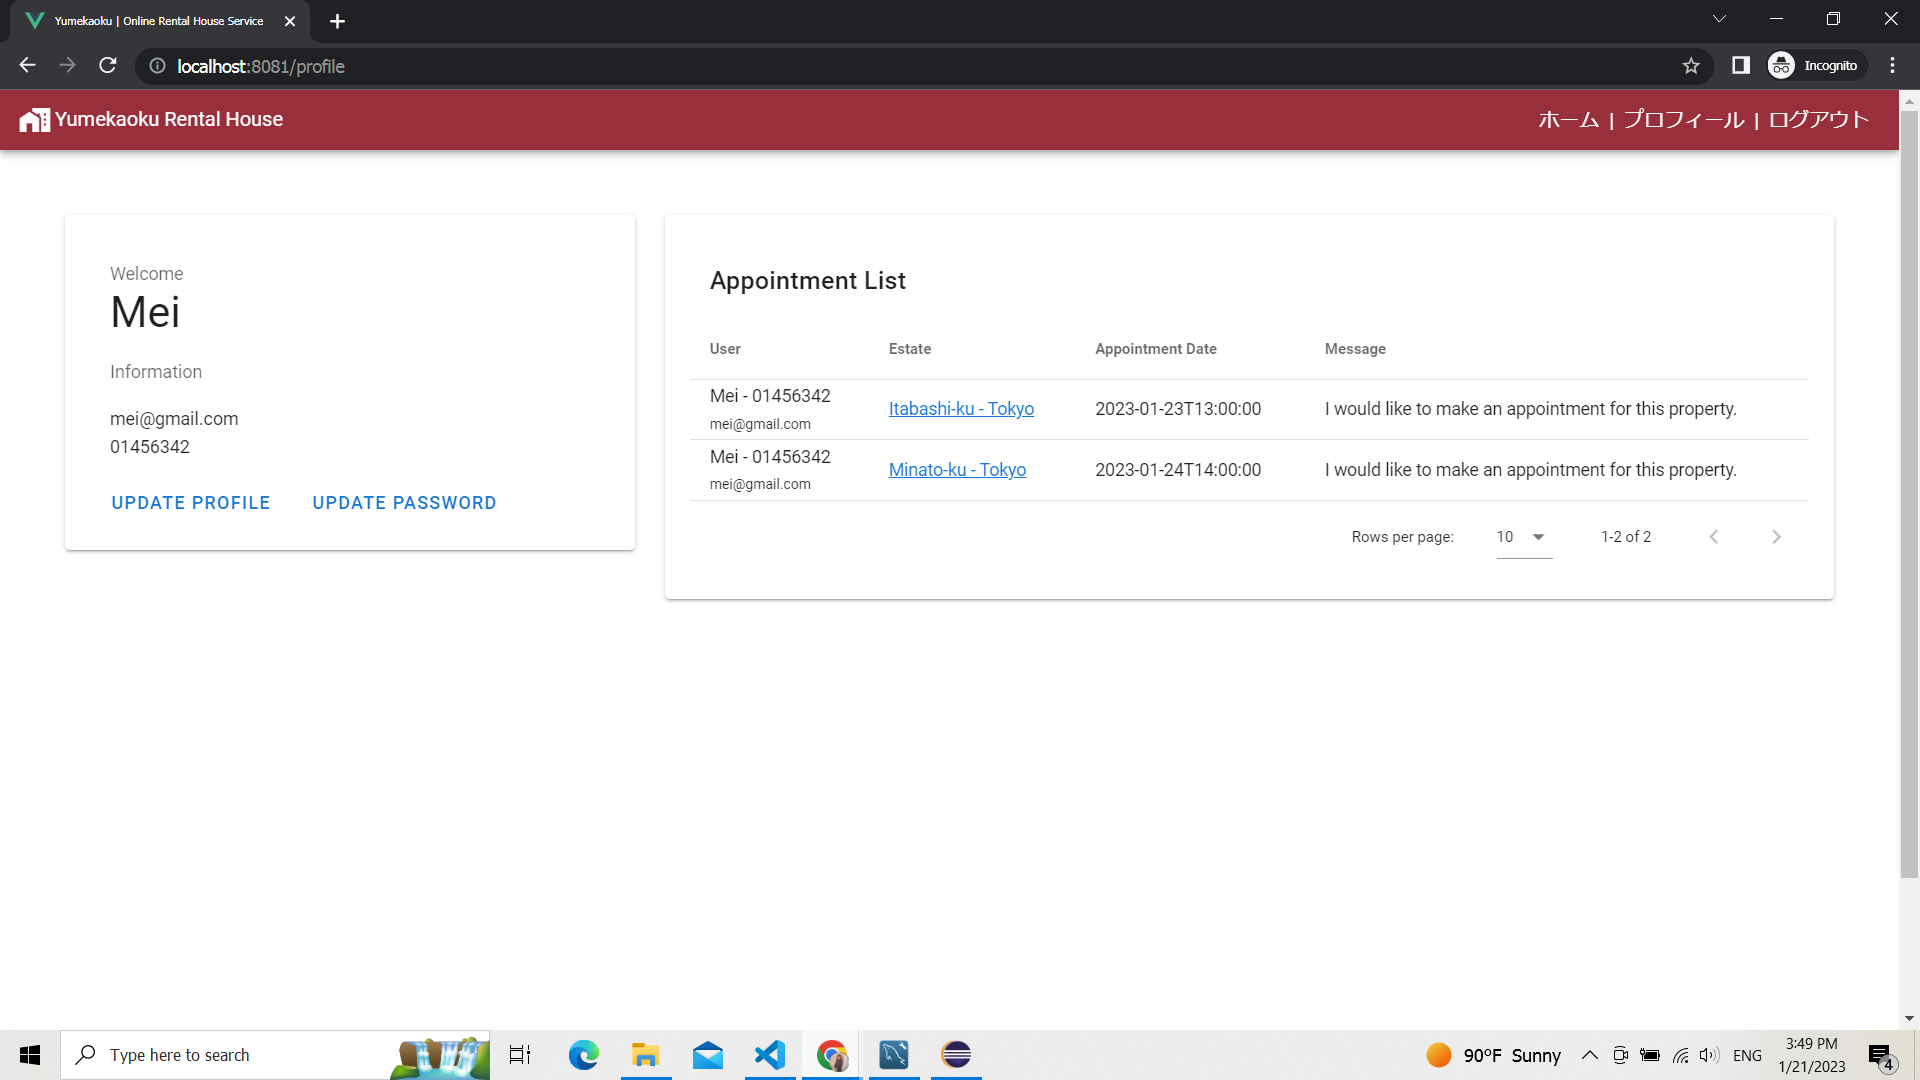 Yumekaoku | Online Rental House Service
localhost:8081/profile
Incognito
Yumekaoku Rental House
ホーム | プロフィール | ログアウト
Welcome
Mei
Information
mei@gmail.com
01456342
UPDATE PROFILE UPDATE PASSWORD
Appointment List
User Estate Appointment Date Message
Mei - 01456342
mei@gmail.com
Itabashi-ku - Tokyo 2023-01-23T13:00:00 I would like to make an appointment for this property.
Mei - 01456342
mei@gmail.com
Minato-ku - Tokyo 2023-01-24T14:00:00 I would like to make an appointment for this property.
Rows per page: 10 1-2 of 2
Type here to search
90°F Sunny
ENG
3:49 PM
1/21/2023
4